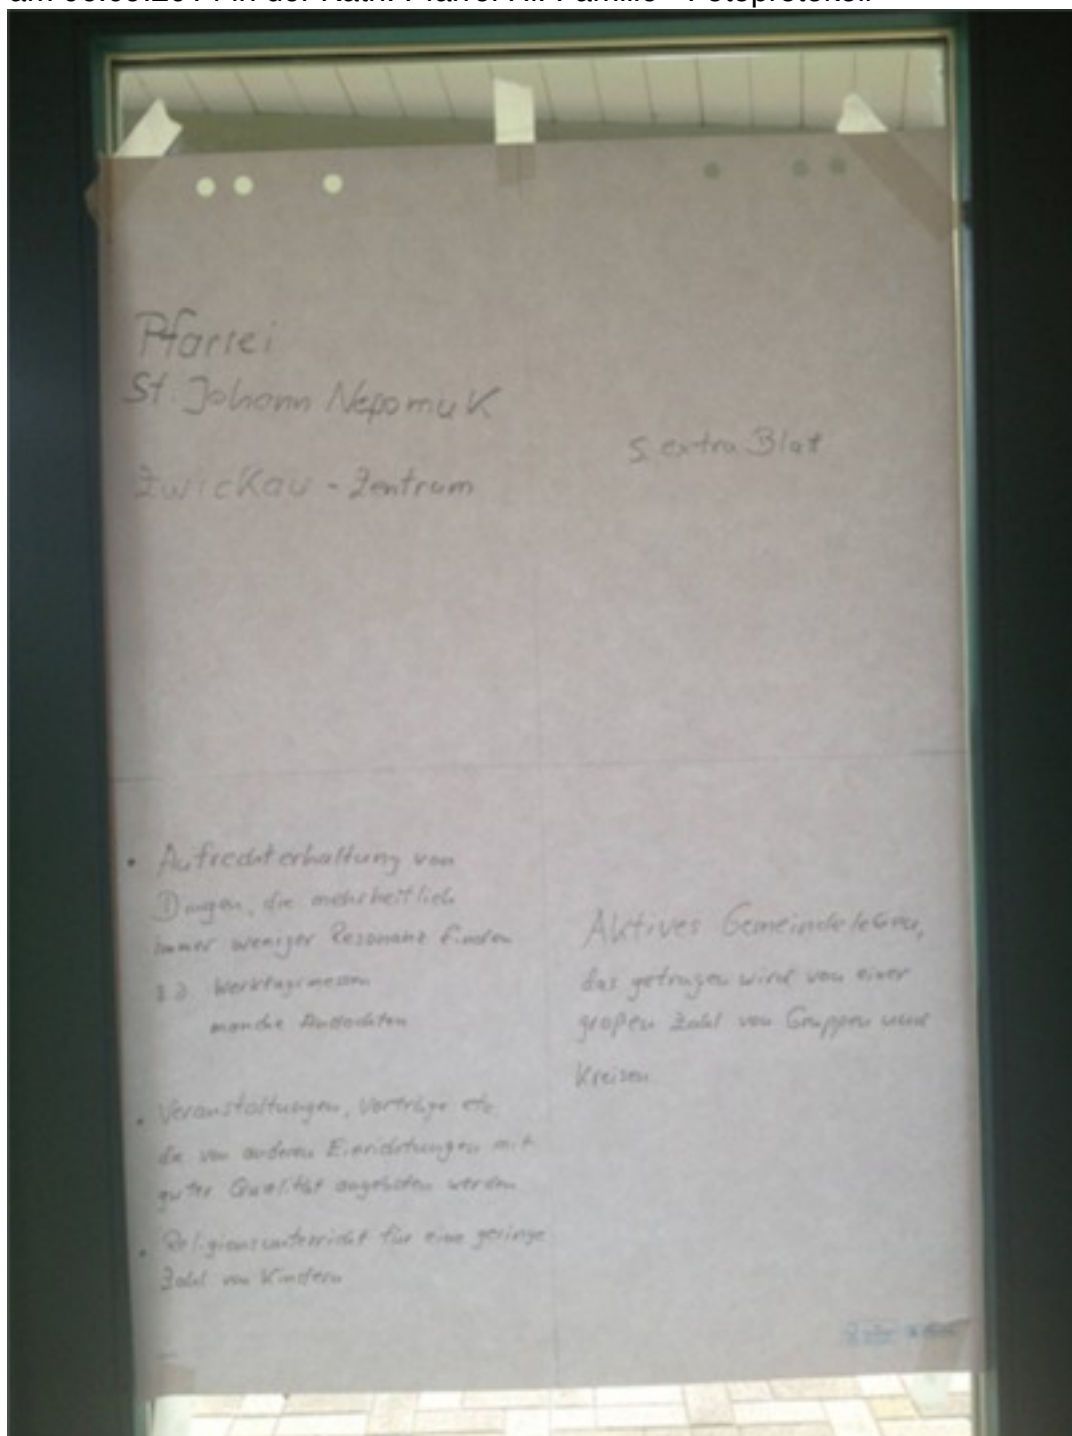 Pfarrei
St. Johann Nepomuk
Zwickau - Zentrum
s. extra Blat
• Aufrechterhaltung von
Dingen, die mehrheitlich
immer weniger Resonanz finden
z.B. Werktagsmessen
manche Andachten
• Veranstaltungen, Vorträge etc.
die von anderen Einrichtungen mit
guter Qualität angeboten werden
• Religionsunterricht für eine geringe
Zahl von Kindern
Aktives Gemeindeleben,
das getragen wird von einer
großen Zahl von Gruppen und
Kreisen